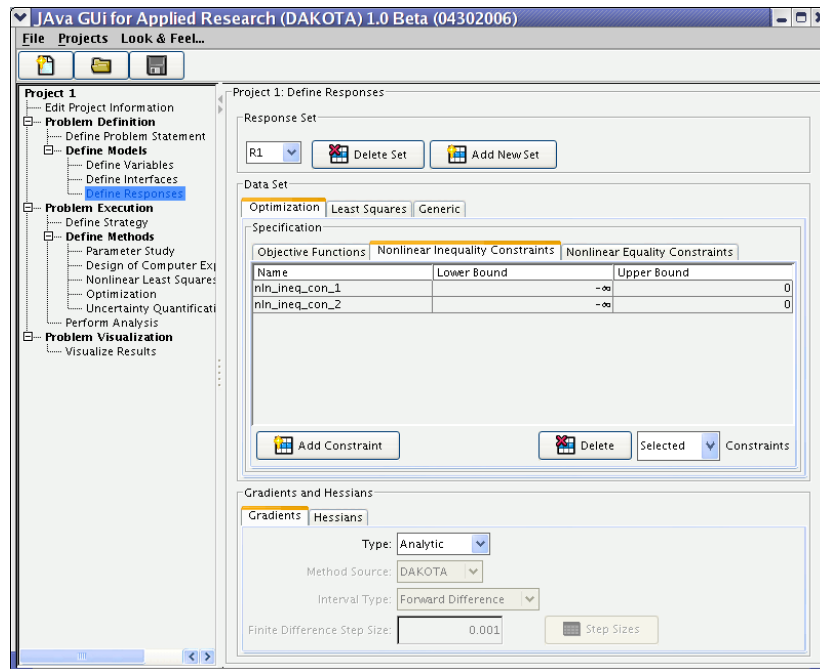 JAva GUi for Applied Research (DAKOTA) 1.0 Beta (04302006)
File Projects Look & Feel...
Project 1
Edit Project Information
Problem Definition
Define Problem Statement
Define Models
Define Variables
Define Interfaces
Define Responses
Problem Execution
Define Strategy
Define Methods
Parameter Study
Design of Computer Exp
Nonlinear Least Squares
Optimization
Uncertainty Quantificati
Perform Analysis
Problem Visualization
Visualize Results
Project 1: Define Responses
Response Set
R1 Delete Set Add New Set
Data Set
Optimization Least Squares Generic
Specification
Objective Functions Nonlinear Inequality Constraints Nonlinear Equality Constraints
Name Lower Bound Upper Bound
nln_ineq_con_1 -∞ 0
nln_ineq_con_2 -∞ 0
Add Constraint Delete Selected Constraints
Gradients and Hessians
Gradients Hessians
Type: Analytic
Method Source: DAKOTA
Interval Type: Forward Difference
Finite Difference Step Size: 0.001 Step Sizes